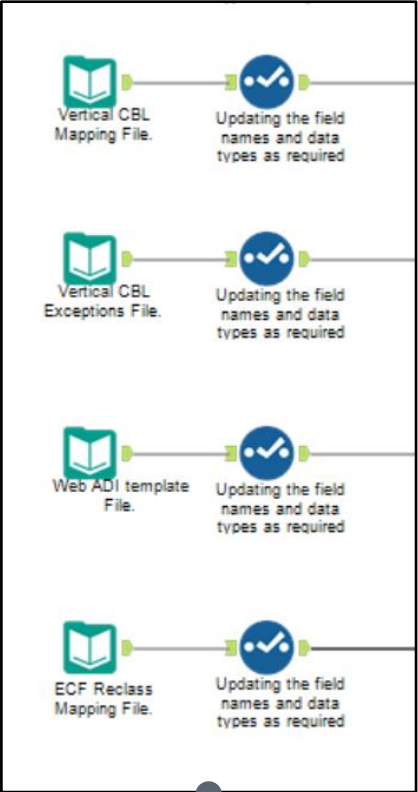 Vertical CBL
Mapping File.
Updating the field
names and data
types as required
Vertical CBL
Exceptions File.
Updating the field
names and data
types as required
Web ADI template
File.
Updating the field
names and data
types as required
ECF Reclass
Mapping File.
Updating the field
names and data
types as required